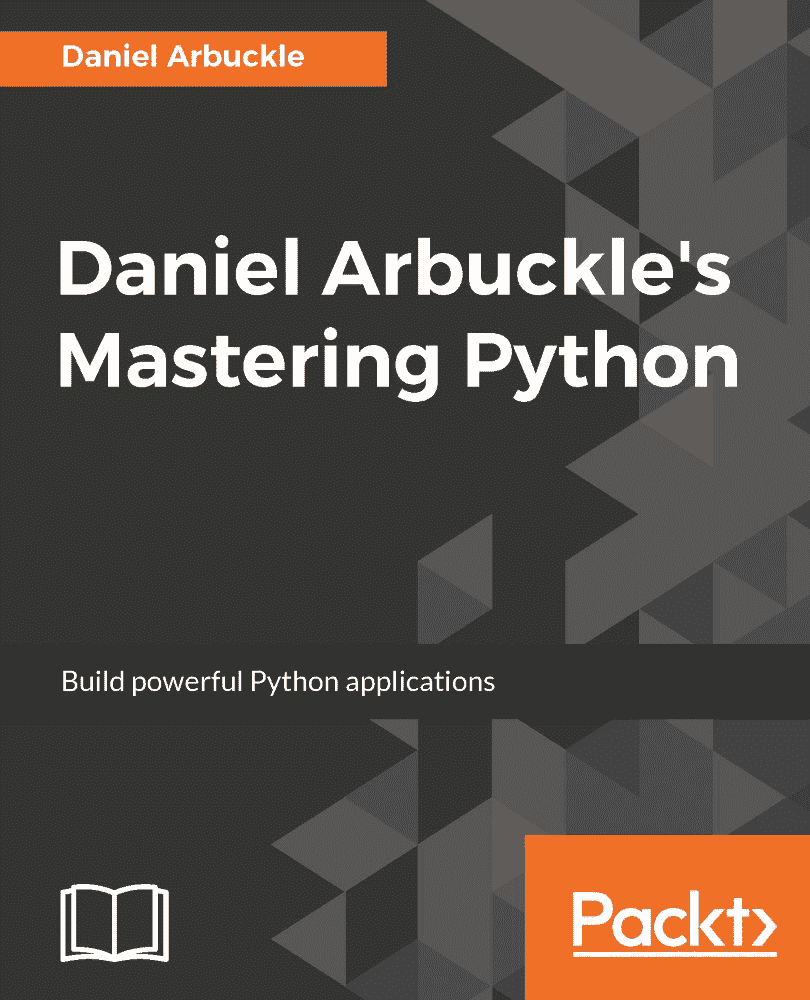 Daniel Arbuckle
Daniel Arbuckle's
Mastering Python
Build powerful Python applications
Packt>